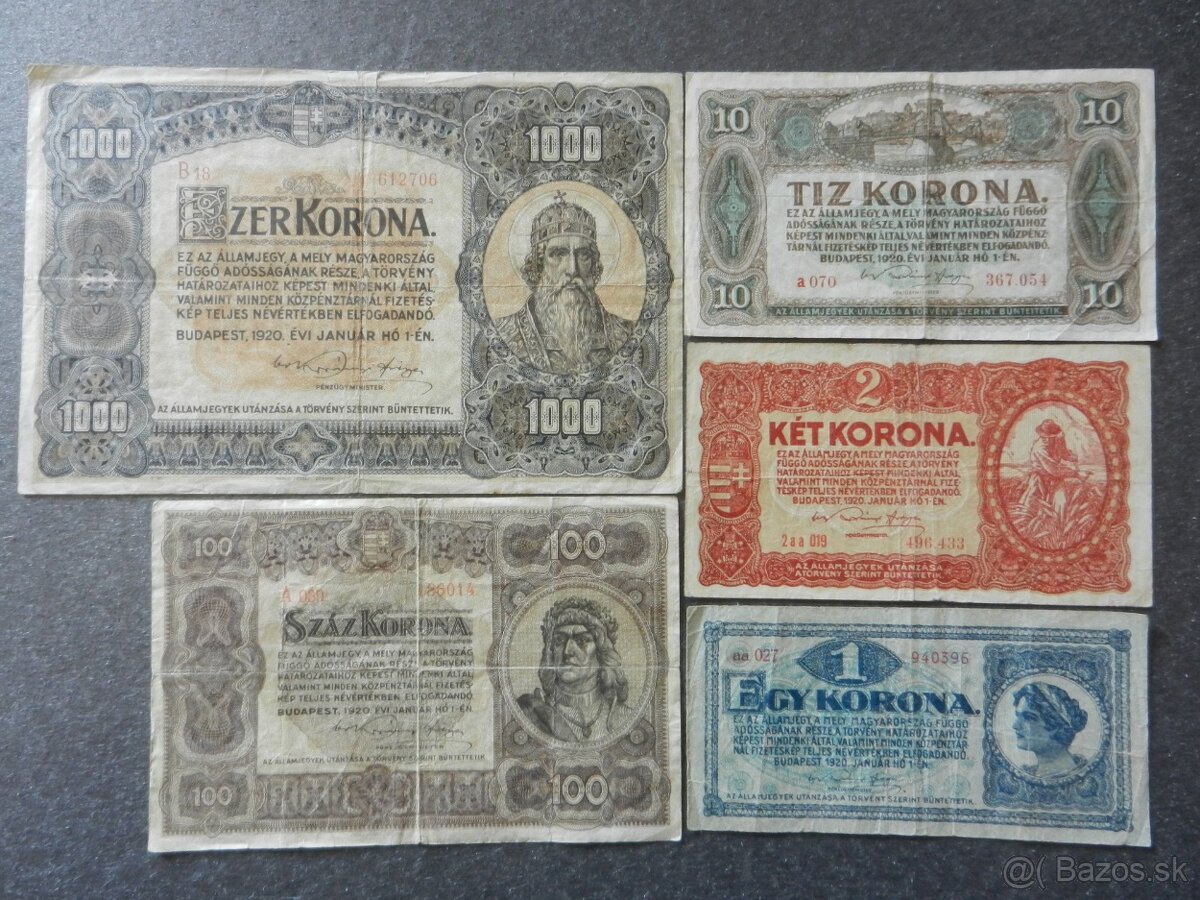 1000
1000
B 18
612706
EZER KORONA.
EZ AZ ÁLLAMJEGY, A MELY MAGYARORSZÁG
FÜGGŐ ADÓSSÁGÁNAK RÉSZE, A TÖRVÉNY
HATÁROZATAIHOZ KÉPEST MINDENKI ÁLTAL,
VALAMINT MINDEN KÖZPÉNZTÁRNÁL FIZETÉS-
KÉP TELJES NÉVÉRTÉKBEN ELFOGADANDÓ.
BUDAPEST, 1920. ÉVI JANUÁR HÓ 1-ÉN.
PÉNZÜGYMINISTER.
1000
1000
AZ ÁLLAMJEGYEK UTÁNZÁSA A TÖRVÉNY SZERINT BÜNTETTETIK.
10
10
TIZ KORONA.
EZ AZ ÁLLAMJEGY, A MELY MAGYARORSZÁG FÜGGŐ
ADÓSSÁGÁNAK RÉSZE, A TÖRVÉNY HATÁROZATAIHOZ
KÉPEST MINDENKI ÁLTAL, VALAMINT MINDEN KÖZPÉNZ-
TÁRNÁL FIZETÉSKÉP TELJES NÉVÉRTÉKBEN ELFOGADANDÓ.
BUDAPEST, 1920. ÉVI JANUÁR HÓ 1-ÉN.
a 070
367.054
PÉNZÜGYMINISTER
10
10
AZ ÁLLAMJEGYEK UTÁNZÁSA A TÖRVÉNY SZERINT BÜNTETTETIK.
2
KÉT KORONA.
EZ AZ ÁLLAMJEGY, A MELY MAGYARORSZÁG
FÜGGŐ ADÓSSÁGÁNAK RÉSZE, A TÖRVÉNY
HATÁROZATAIHOZ KÉPEST MINDENKI ÁLTAL,
VALAMINT MINDEN KÖZPÉNZTÁRNÁL FIZE-
TÉSKÉP TELJES NÉVÉRTÉKBEN ELFOGADANDÓ.
BUDAPEST, 1920. JANUÁR HÓ 1-ÉN.
PÉNZÜGYMINISTER.
2 aa 019
496.433
AZ ÁLLAMJEGYEK UTÁNZÁSA
A TÖRVÉNY SZERINT BÜNTETTETIK.
100
100
A 030
186014
SZÁZ KORONA.
EZ AZ ÁLLAMJEGY, A MELY MAGYARORSZÁG
FÜGGŐ ADÓSSÁGÁNAK RÉSZE, A TÖRVÉNY
HATÁROZATAIHOZ KÉPEST MINDENKI ÁLTAL,
VALAMINT MINDEN KÖZPÉNZTÁRNÁL FIZETÉS-
KÉP TELJES NÉVÉRTÉKBEN ELFOGADANDÓ.
BUDAPEST, 1920. ÉVI JANUÁR HÓ 1-ÉN.
PÉNZÜGYMINISTER
AZ ÁLLAMJEGYEK UTÁNZÁSA A TÖRVÉNY SZERINT BÜNTETTETIK.
100
100
1
aa 027
940396
EGY KORONA.
EZ AZ ÁLLAMJEGY, A MELY MAGYARORSZÁG FÜGGŐ
ADÓSSÁGÁNAK RÉSZE, A TÖRVÉNY HATÁROZATAIHOZ
KÉPEST MINDENKI ÁLTAL, VALAMINT MINDEN KÖZPÉNZTÁR-
NÁL FIZETÉSKÉP TELJES NÉVÉRTÉKBEN ELFOGADANDÓ.
BUDAPEST, 1920. JANUÁR HÓ 1-ÉN.
AZ ÁLLAMJEGYEK UTÁNZÁSA A TÖRVÉNY SZERINT BÜNTETTETIK.
@( Bazos.sk